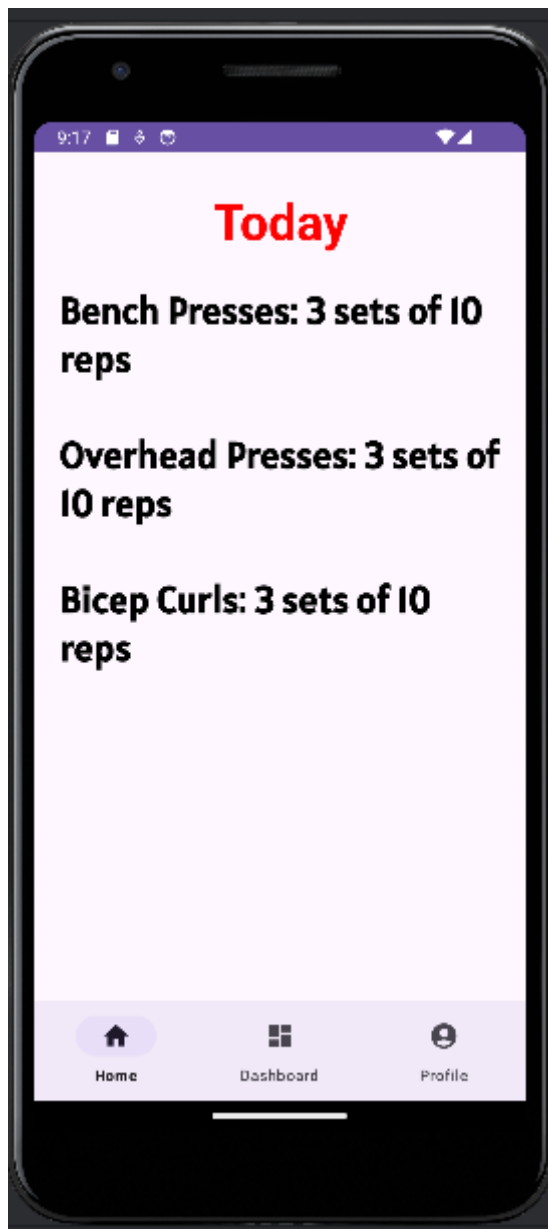 9:17
Today
Bench Presses: 3 sets of 10
reps
Overhead Presses: 3 sets of
10 reps
Bicep Curls: 3 sets of 10
reps
Home
Dashboard
Profile